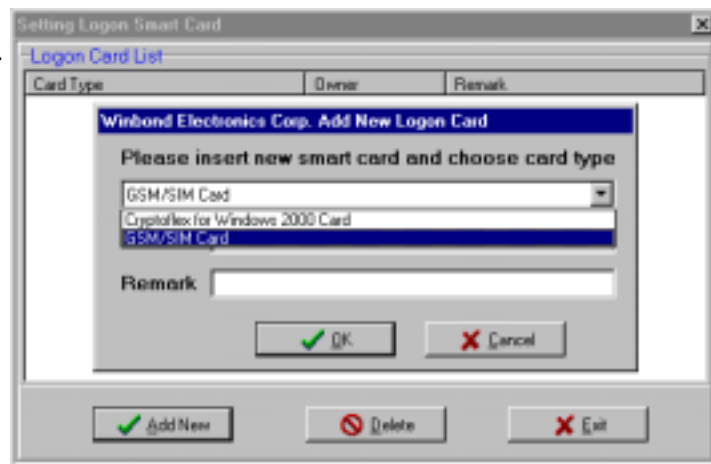 Setting Logon Smart Card
Logon Card List
Card Type Owner Remark
Winbond Electronics Corp. Add New Logon Card
Please insert new smart card and choose card type
GSM/SIM Card
Cryptoflex for Windows 2000 Card
GSM/SIM Card
Remark
OK Cancel
Add New Delete Exit